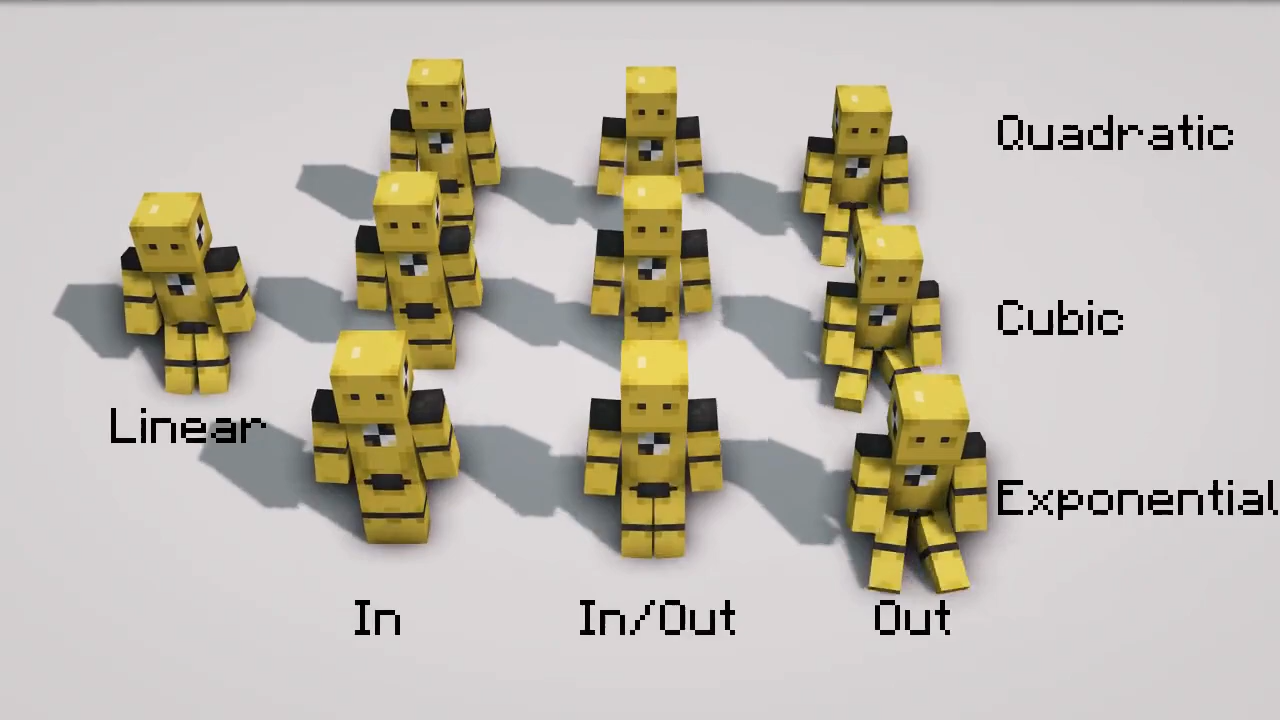 Quadratic
Cubic
Linear
Exponential
In
In/Out
Out